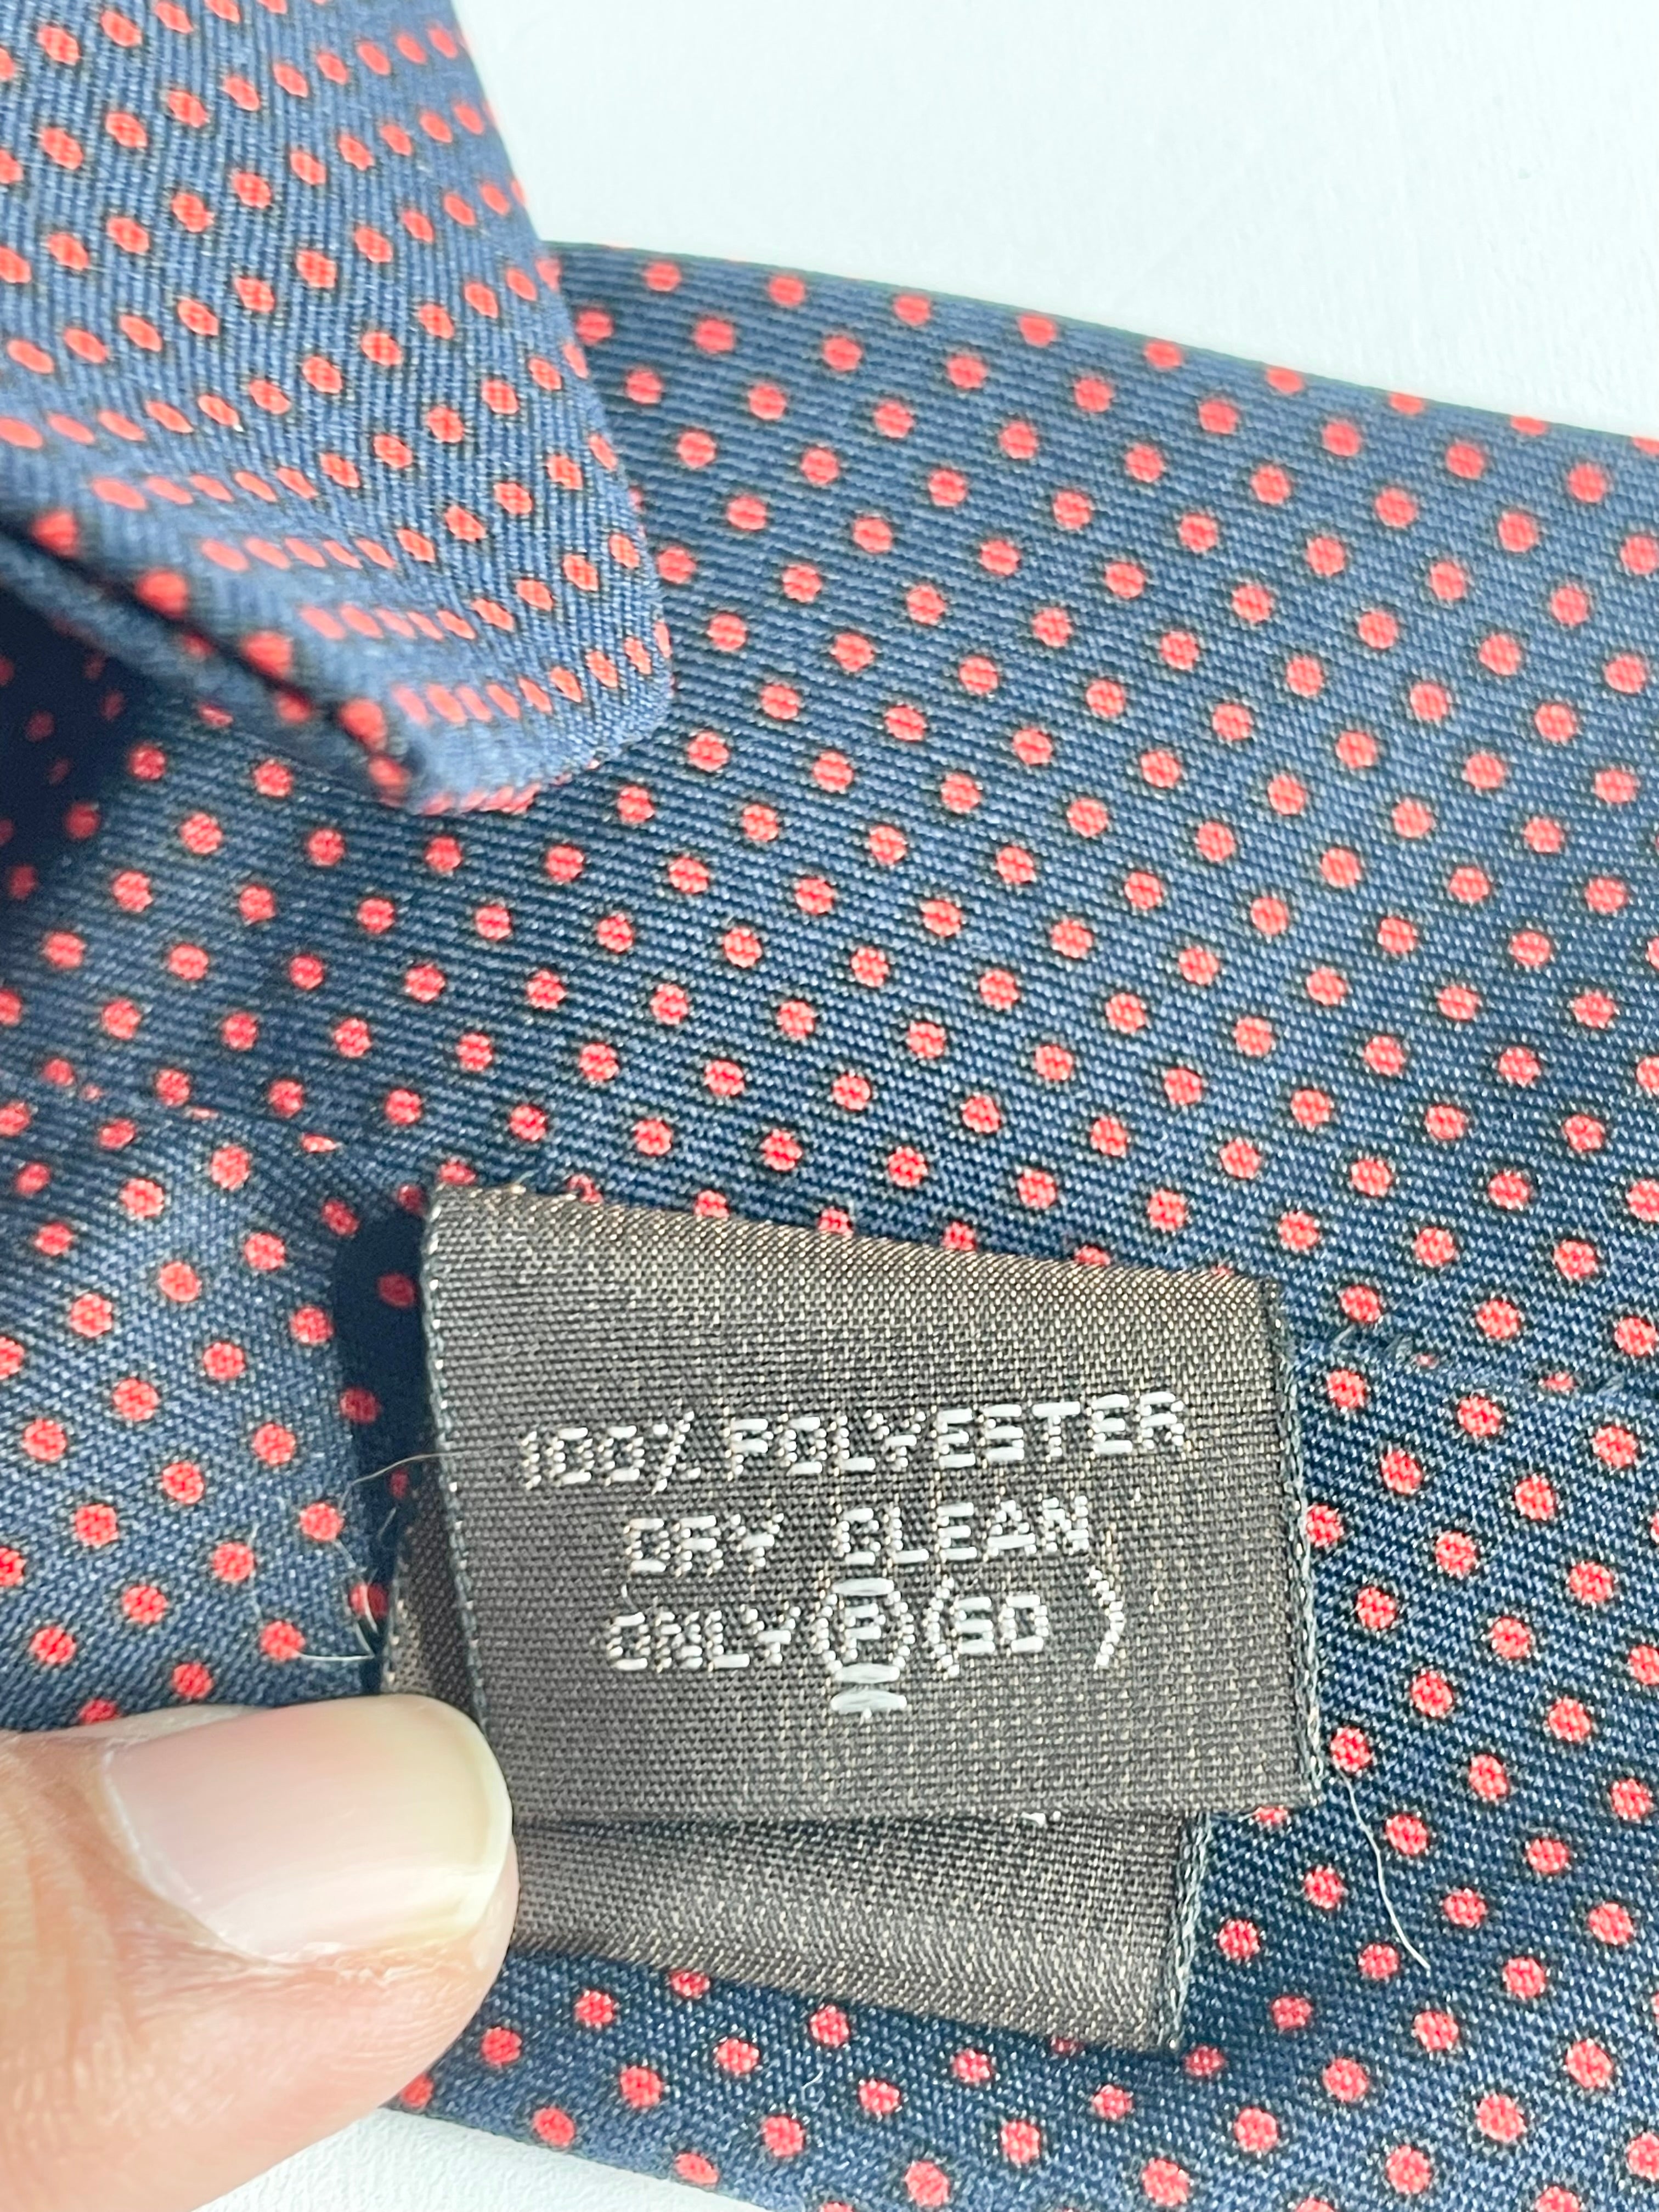 100% POLYESTER
DRY CLEAN
ONLY (P) (SD )